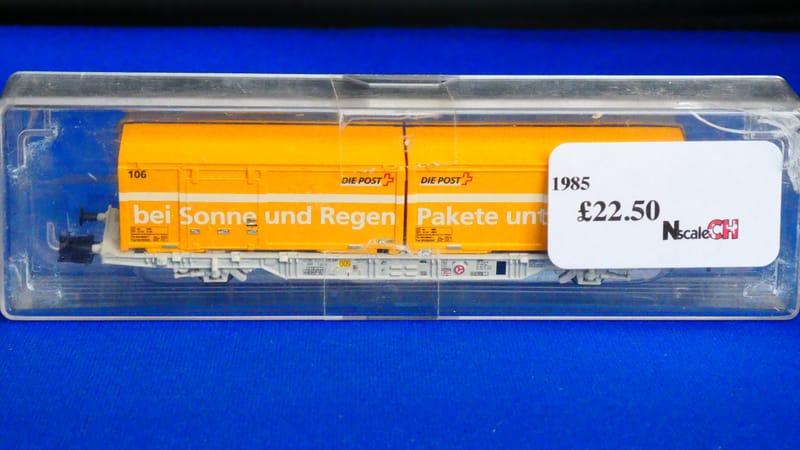 106
DIE POST
DIE POST
bei Sonne und Regen Pakete unt
1985
£22.50
NscaleCH